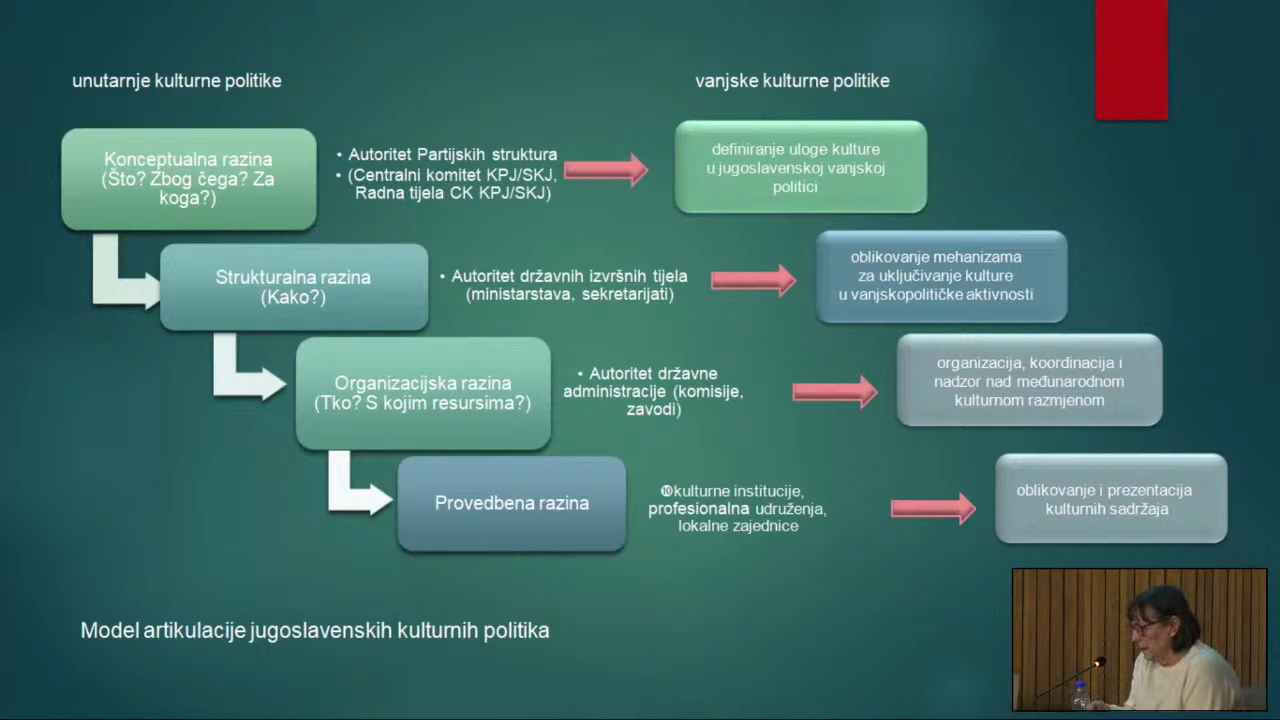 unutarnje kulturne politike
vanjske kulturne politike
Konceptualna razina
(Što? Zbog čega? Za
koga?)
• Autoritet Partijskih struktura
• (Centralni komitet KPJ/SKJ,
Radna tijela CK KPJ/SKJ)
definiranje uloge kulture
u jugoslavenskoj vanjskoj
politici
Strukturalna razina
(Kako?)
• Autoritet državnih izvršnih tijela
(ministarstava, sekretarijati)
oblikovanje mehanizama
za uključivanje kulture
u vanjskopolitičke aktivnosti
Organizacijska razina
(Tko? S kojim resursima?)
• Autoritet državne
administracije (komisije,
zavodi)
organizacija, koordinacija i
nadzor nad međunarodnom
kulturnom razmjenom
Provedbena razina
❿kulturne institucije,
profesionalna udruženja,
lokalne zajednice
oblikovanje i prezentacija
kulturnih sadržaja
Model artikulacije jugoslavenskih kulturnih politika